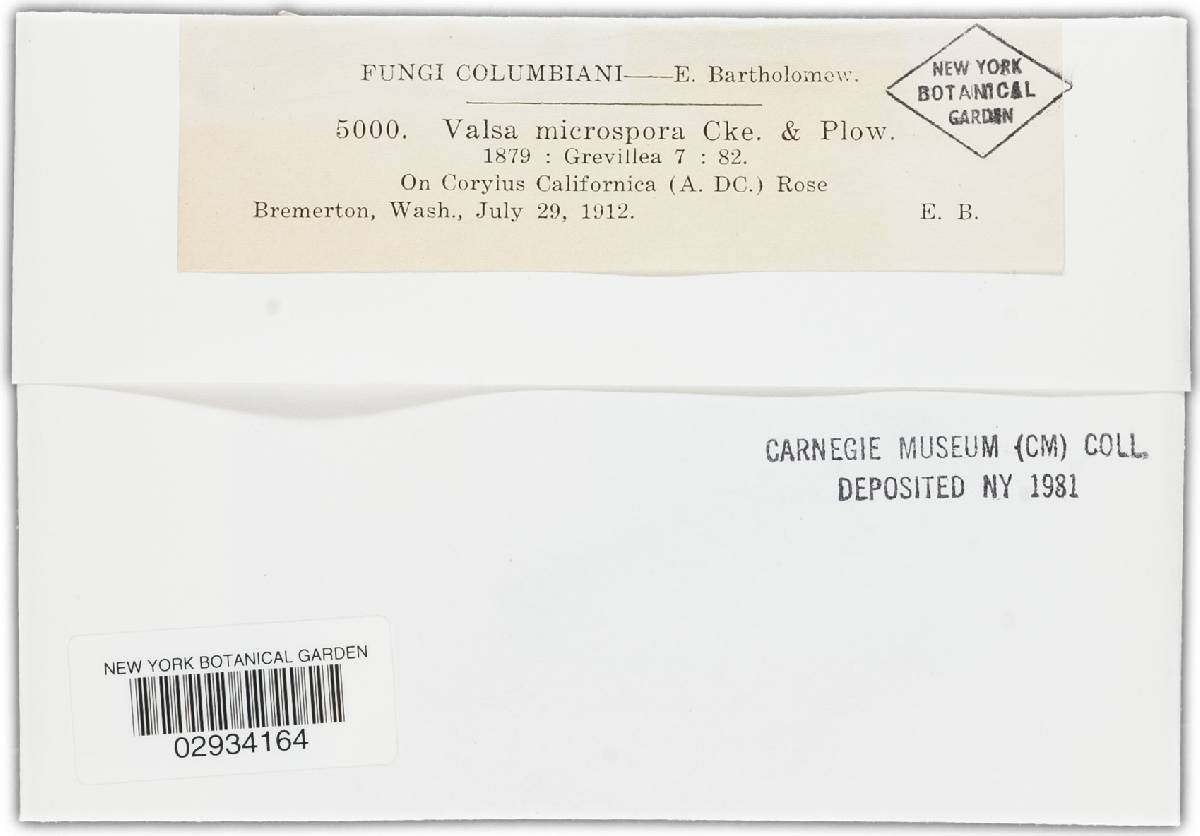 FUNGI COLUMBIANI——E. Bartholomew.
NEW YORK
BOTANICAL
GARDEN
5000. Valsa microspora Cke. & Plow.
1879 : Grevillea 7 : 82.
On Corylus Californica (A. DC.) Rose
Bremerton, Wash., July 29, 1912. E. B.
CARNEGIE MUSEUM (CM) COLL.
DEPOSITED NY 1981
NEW YORK BOTANICAL GARDEN
02934164